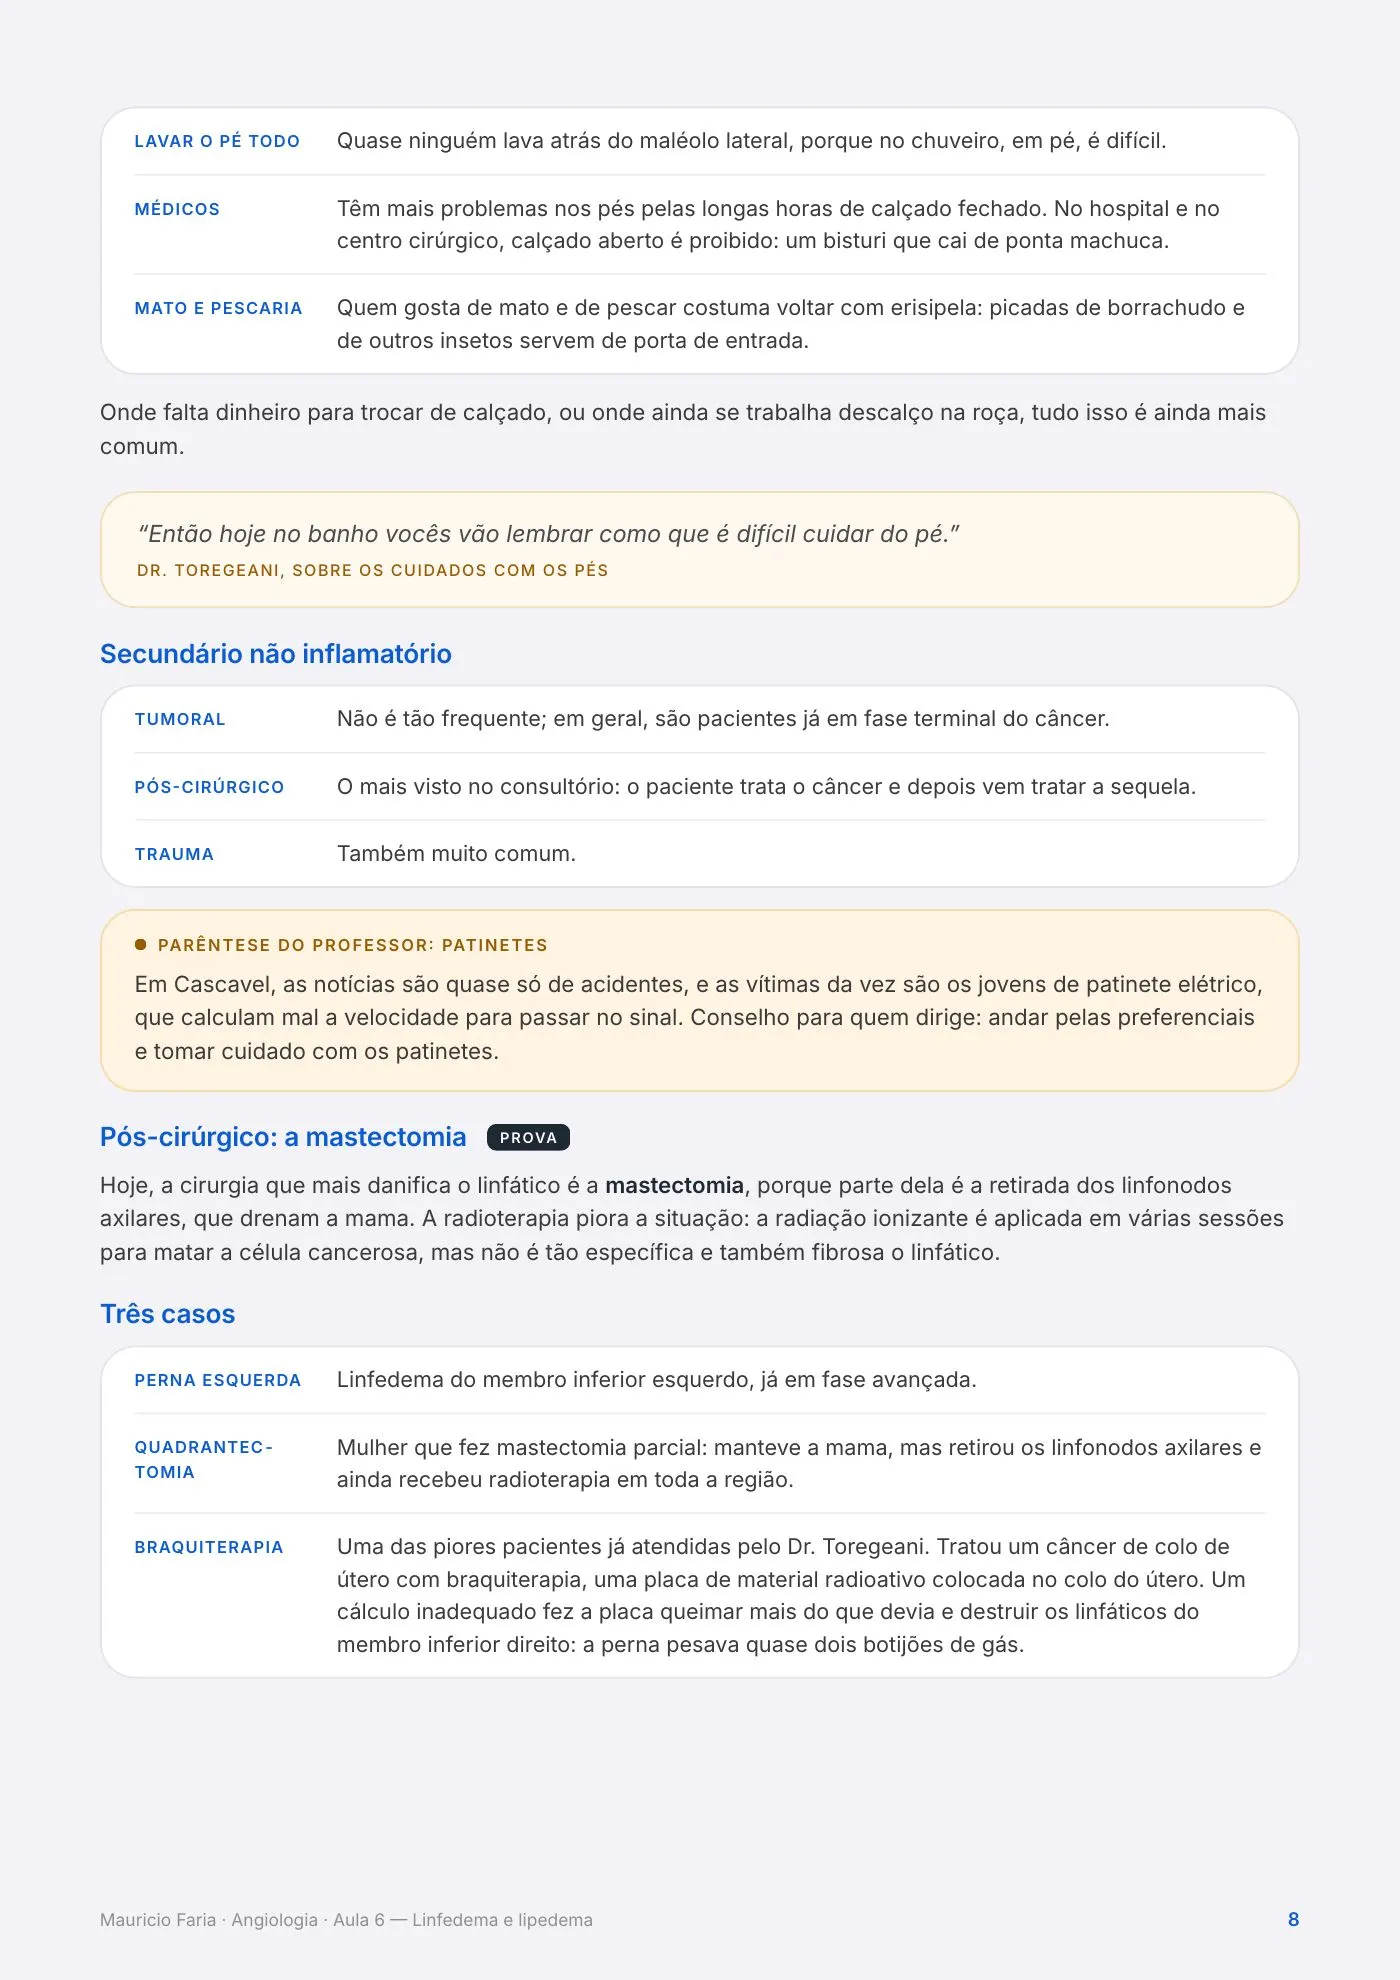 LAVAR O PÉ TODO
Quase ninguém lava atrás do maléolo lateral, porque no chuveiro, em pé, é difícil.
MÉDICOS
Têm mais problemas nos pés pelas longas horas de calçado fechado. No hospital e no
centro cirúrgico, calçado aberto é proibido: um bisturi que cai de ponta machuca.
MATO E PESCARIA
Quem gosta de mato e de pescar costuma voltar com erisipela: picadas de borrachudo e
de outros insetos servem de porta de entrada.
Onde falta dinheiro para trocar de calçado, ou onde ainda se trabalha descalço na roça, tudo isso é ainda mais
comum.
“Então hoje no banho vocês vão lembrar como que é difícil cuidar do pé.”
DR. TOREGEANI, SOBRE OS CUIDADOS COM OS PÉS
Secundário não inflamatório
TUMORAL
Não é tão frequente; em geral, são pacientes já em fase terminal do câncer.
PÓS-CIRÚRGICO
O mais visto no consultório: o paciente trata o câncer e depois vem tratar a sequela.
TRAUMA
Também muito comum.
PARÊNTESE DO PROFESSOR: PATINETES
Em Cascavel, as notícias são quase só de acidentes, e as vítimas da vez são os jovens de patinete elétrico,
que calculam mal a velocidade para passar no sinal. Conselho para quem dirige: andar pelas preferenciais
e tomar cuidado com os patinetes.
Pós-cirúrgico: a mastectomia PROVA
Hoje, a cirurgia que mais danifica o linfático é a mastectomia, porque parte dela é a retirada dos linfonodos
axilares, que drenam a mama. A radioterapia piora a situação: a radiação ionizante é aplicada em várias sessões
para matar a célula cancerosa, mas não é tão específica e também fibrosa o linfático.
Três casos
PERNA ESQUERDA
Linfedema do membro inferior esquerdo, já em fase avançada.
QUADRANTEC-
TOMIA
Mulher que fez mastectomia parcial: manteve a mama, mas retirou os linfonodos axilares e
ainda recebeu radioterapia em toda a região.
BRAQUITERAPIA
Uma das piores pacientes já atendidas pelo Dr. Toregeani. Tratou um câncer de colo de
útero com braquiterapia, uma placa de material radioativo colocada no colo do útero. Um
cálculo inadequado fez a placa queimar mais do que devia e destruir os linfáticos do
membro inferior direito: a perna pesava quase dois botijões de gás.
Mauricio Faria · Angiologia · Aula 6 — Linfedema e lipedema
8